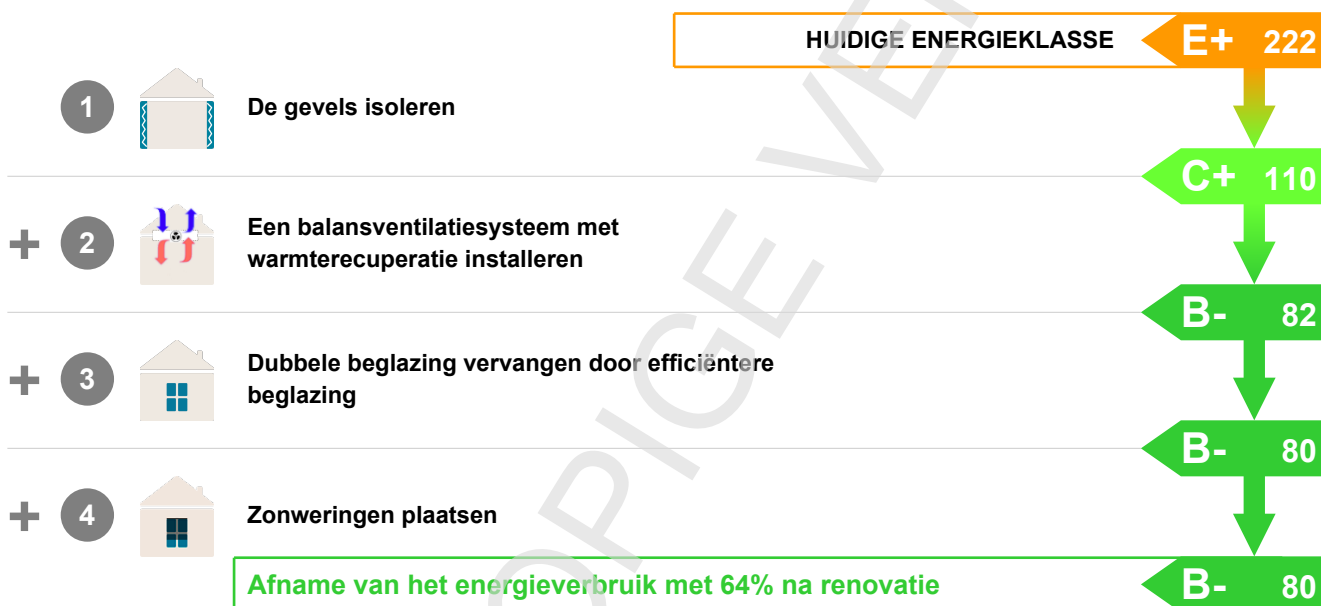 HUIDIGE ENERGIEKLASSE E+ 222
1 De gevels isoleren
C+ 110
+ 2 Een balansventilatiesysteem met
warmterecuperatie installeren
B- 82
+ 3 Dubbele beglazing vervangen door efficiëntere
beglazing
B- 80
+ 4 Zonweringen plaatsen
Afname van het energieverbruik met 64% na renovatie B- 80